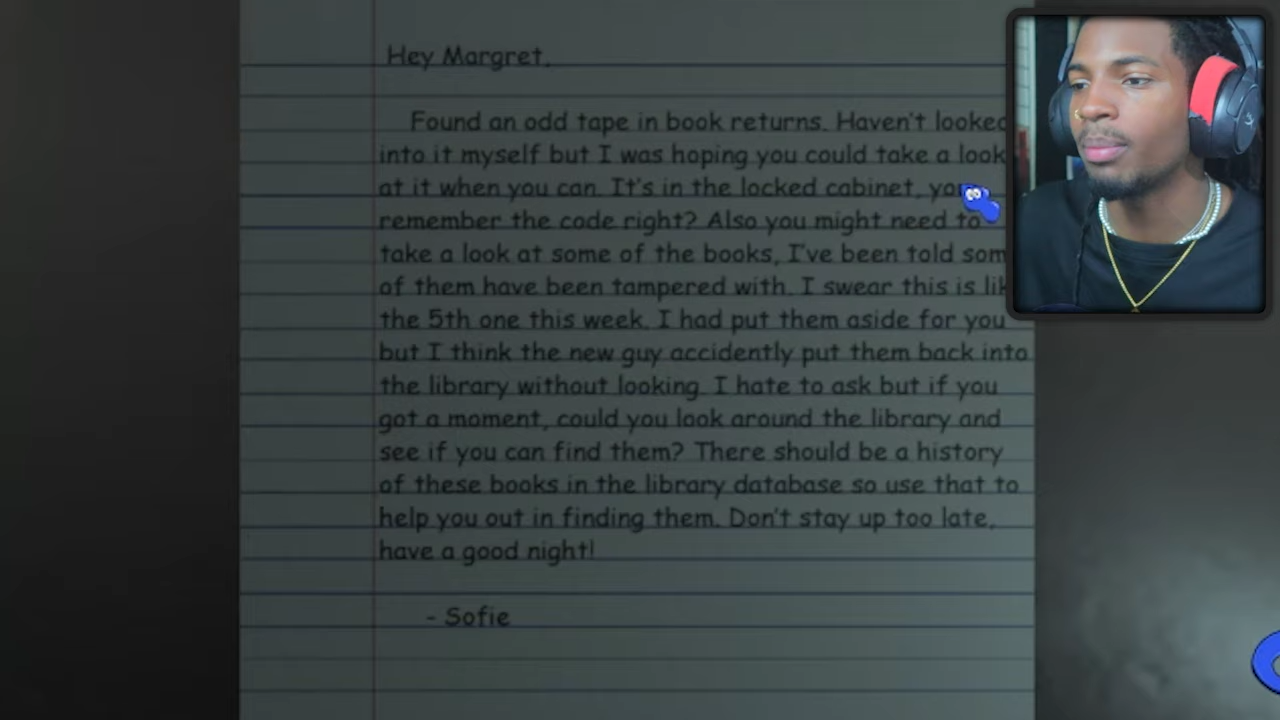 Hey Margret,
Found an odd tape in book returns. Haven't looked
into it myself but I was hoping you could take a look
at it when you can. It's in the locked cabinet,
remember the code right? Also you might need to
take a look at some of the books, I've been told
of them have been tampered with. I swear this is
the 5th one this week. I had put them aside for you
but I think the new guy accidently put them back into
the library without looking. I hate to ask but if you
got a moment, could you look around the library and
see if you can find them? There should be a history
of these books in the library database so use that to
help you out in finding them. Don't stay up too late,
have a good night!
- Sofie